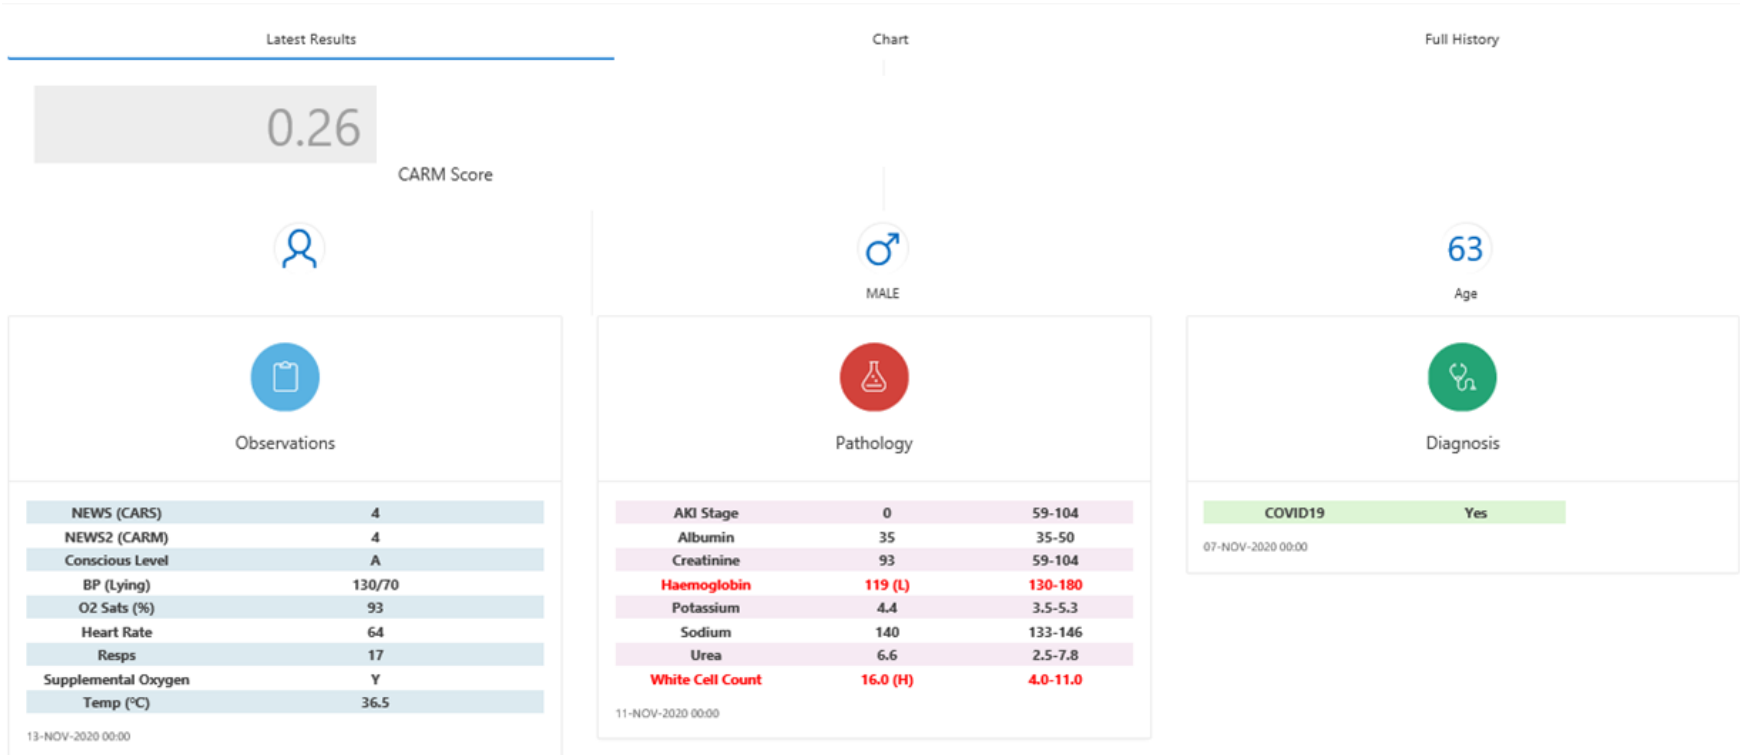 Latest Results Chart Full History
0.26
CARM Score
63
MALE Age
Observations Pathology Diagnosis
NEWS (CARS) 4
NEWS2 (CARM) 4
Conscious Level A
BP (Lying) 130/70
O2 Sats (%) 93
Heart Rate 64
Resps 17
Supplemental Oxygen Y
Temp (°C) 36.5
13-NOV-2020 00:00
AKI Stage 0 59-104
Albumin 35 35-50
Creatinine 93 59-104
Haemoglobin 119 (L) 130-180
Potassium 4.4 3.5-5.3
Sodium 140 133-146
Urea 6.6 2.5-7.8
White Cell Count 16.0 (H) 4.0-11.0
11-NOV-2020 00:00
COVID19 Yes
07-NOV-2020 00:00